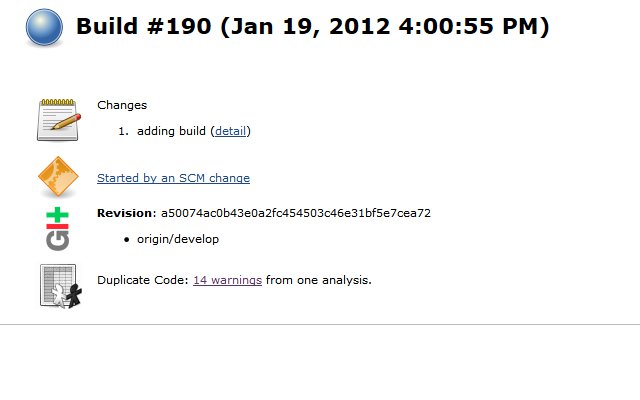 Build #190 (Jan 19, 2012 4:00:55 PM)
Changes
1. adding build (detail)
Started by an SCM change
GIt
Revision: a50074ac0b43e0a2fc454503c46e31bf5e7cea72
• origin/develop
Duplicate Code: 14 warnings from one analysis.